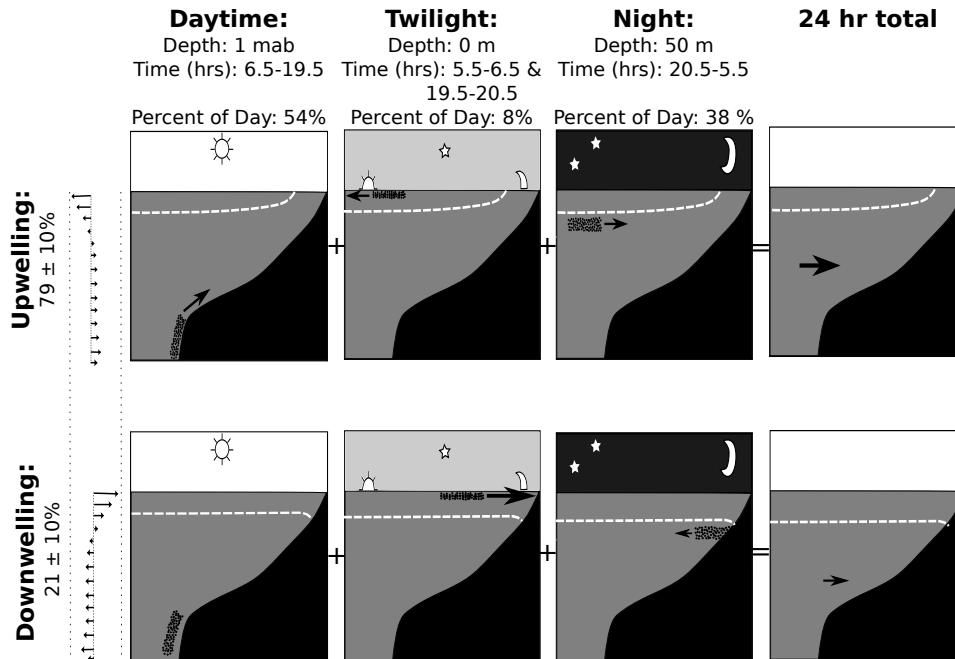 Daytime:
Depth: 1 mab
Time (hrs): 6.5-19.5
Percent of Day: 54%
Twilight:
Depth: 0 m
Time (hrs): 5.5-6.5 &
19.5-20.5
Percent of Day: 8%
Night:
Depth: 50 m
Time (hrs): 20.5-5.5
Percent of Day: 38 %
24 hr total
Upwelling:
79 ± 10%
+
+
=
Downwelling:
21 ± 10%
+
+
=